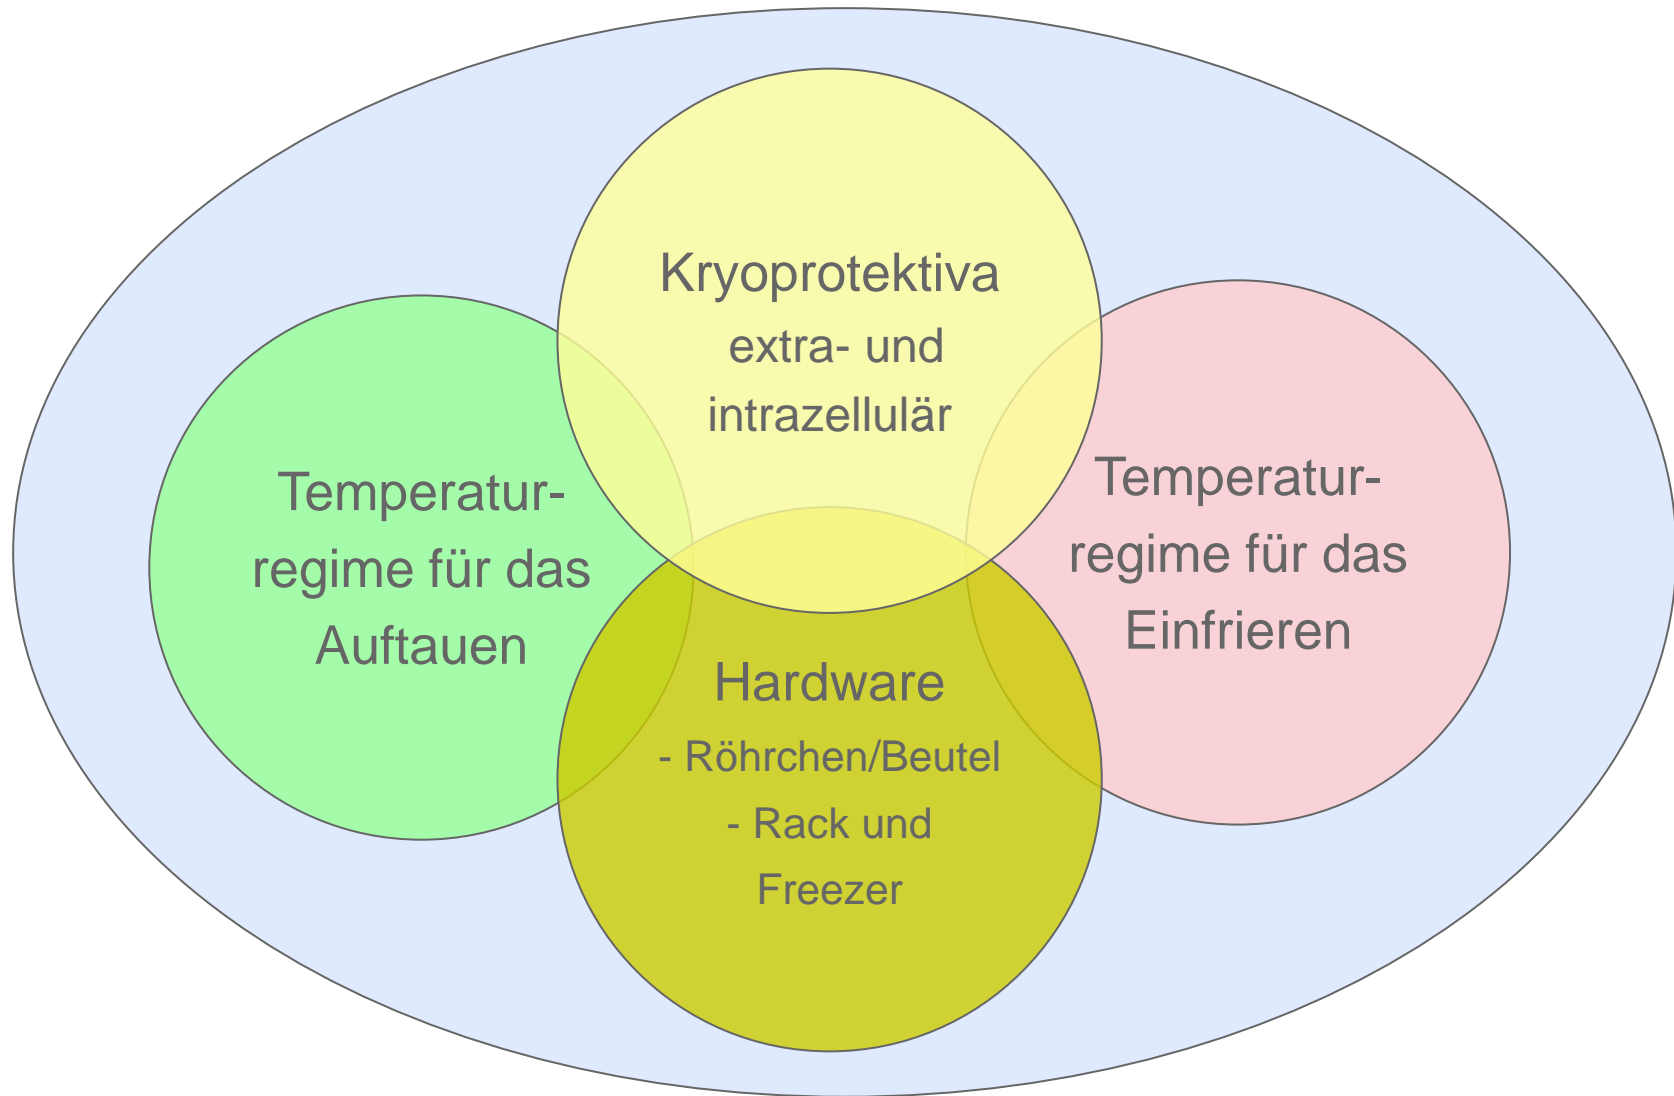 Kryoprotektiva
extra- und
intrazellulär
Temperatur-
regime für das
Auftauen
Temperatur-
regime für das
Einfrieren
Hardware
- Röhrchen/Beutel
- Rack und
Freezer